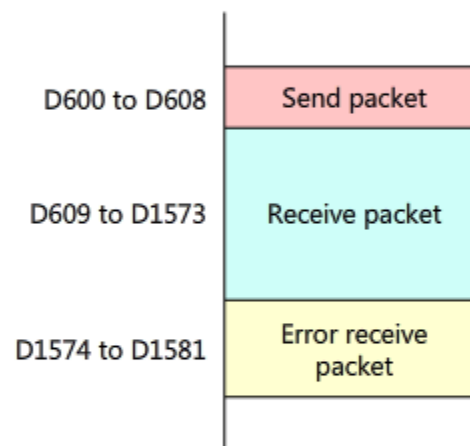 D600 to D608
Send packet
D609 to D1573
Receive packet
D1574 to D1581
Error receive
packet